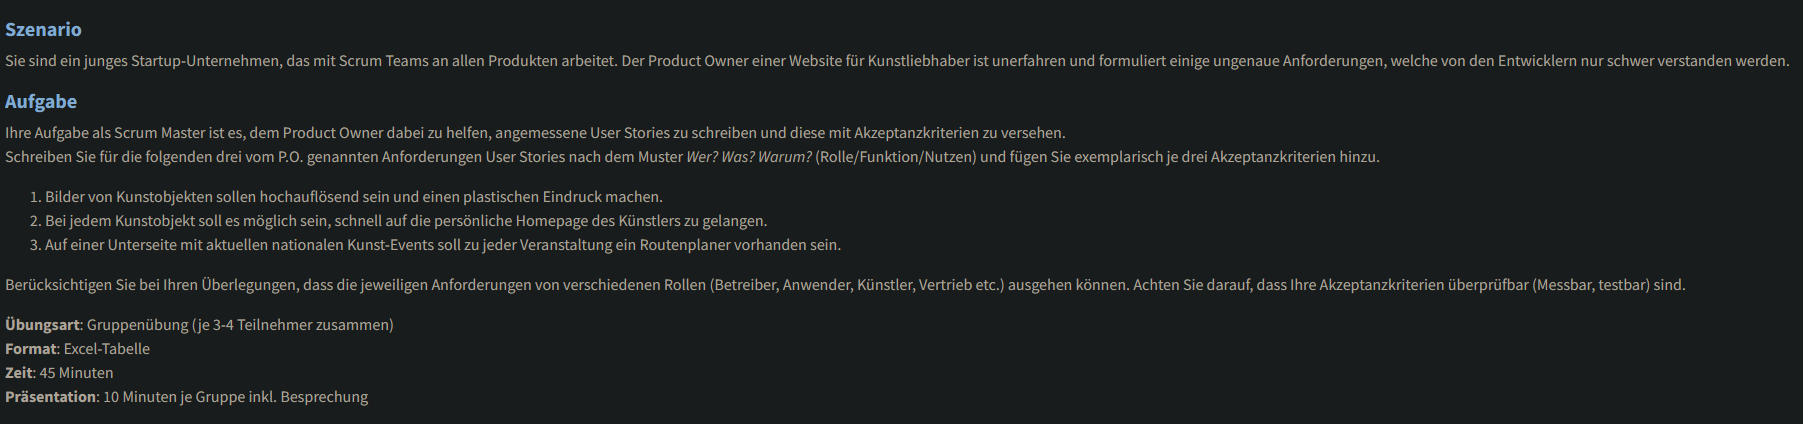 Szenario
Sie sind ein junges Startup-Unternehmen, das mit Scrum Teams an allen Produkten arbeitet. Der Product Owner einer Website für Kunstliebhaber ist unerfahren und formuliert einige ungenaue Anforderungen, welche von den Entwicklern nur schwer verstanden werden.
Aufgabe
Ihre Aufgabe als Scrum Master ist es, dem Product Owner dabei zu helfen, angemessene User Stories zu schreiben und diese mit Akzeptanzkriterien zu versehen.
Schreiben Sie für die folgenden drei vom P.O. genannten Anforderungen User Stories nach dem Muster Wer? Was? Warum? (Rolle/Funktion/Nutzen) und fügen Sie exemplarisch je drei Akzeptanzkriterien hinzu.
1. Bilder von Kunstobjekten sollen hochauflösend sein und einen plastischen Eindruck machen.
2. Bei jedem Kunstobjekt soll es möglich sein, schnell auf die persönliche Homepage des Künstlers zu gelangen.
3. Auf einer Unterseite mit aktuellen nationalen Kunst-Events soll zu jeder Veranstaltung ein Routenplaner vorhanden sein.
Berücksichtigen Sie bei Ihren Überlegungen, dass die jeweiligen Anforderungen von verschiedenen Rollen (Betreiber, Anwender, Künstler, Vertrieb etc.) ausgehen können. Achten Sie darauf, dass Ihre Akzeptanzkriterien überprüfbar (Messbar, testbar) sind.
Übungsart: Gruppenübung (je 3-4 Teilnehmer zusammen)
Format: Excel-Tabelle
Zeit: 45 Minuten
Präsentation: 10 Minuten je Gruppe inkl. Besprechung